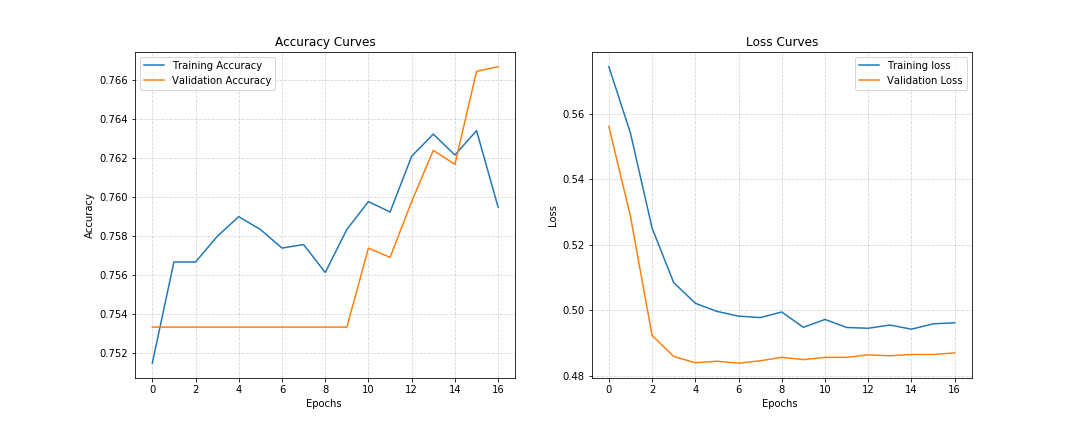 Accuracy Curves
Training Accuracy
Validation Accuracy
0.766
0.764
0.762
0.760
0.758
0.756
0.754
0.752
Accuracy
0 2 4 6 8 10 12 14 16
Epochs
Loss Curves
Training loss
Validation Loss
0.56
0.54
0.52
0.50
0.48
Loss
0 2 4 6 8 10 12 14 16
Epochs